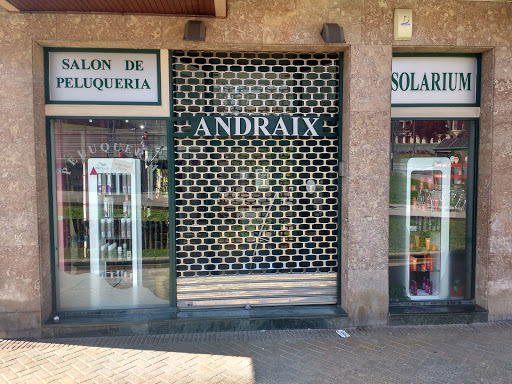 SALON DE
PELUQUERIA
ANDRAIX
SOLARIUM